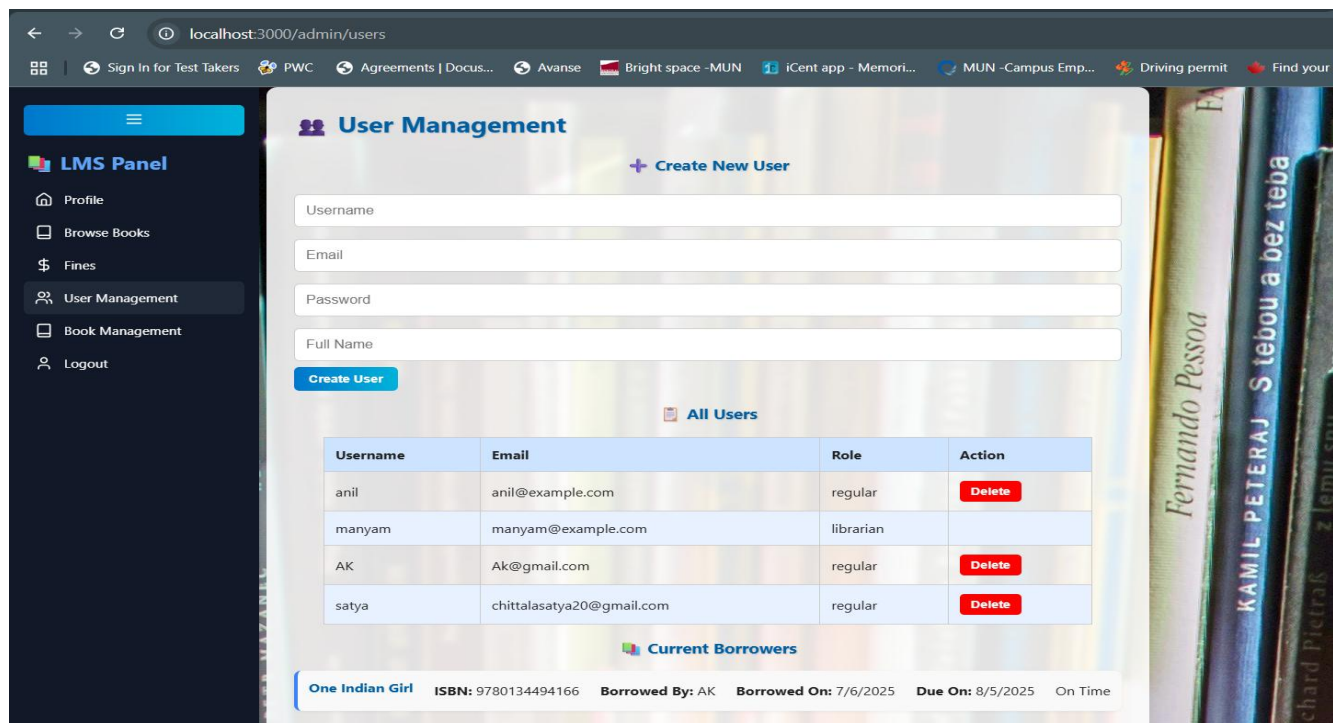 localhost:3000/admin/users
Sign In for Test Takers PWC Agreements | Docus... Avanse Bright space -MUN iCent app - Memori... MUN -Campus Emp... Driving permit Find your
LMS Panel
Profile
Browse Books
Fines
User Management
Book Management
Logout
User Management
Create New User
Username
Email
Password
Full Name
Create User
All Users
Username Email Role Action
anil anil@example.com regular Delete
manyam manyam@example.com librarian
AK Ak@gmail.com regular Delete
satya chittalasatya20@gmail.com regular Delete
Current Borrowers
One Indian Girl ISBN: 9780134494166 Borrowed By: AK Borrowed On: 7/6/2025 Due On: 8/5/2025 On Time
Fernando Pessoa
KAMIL PETERAJ S tebou a bez teba